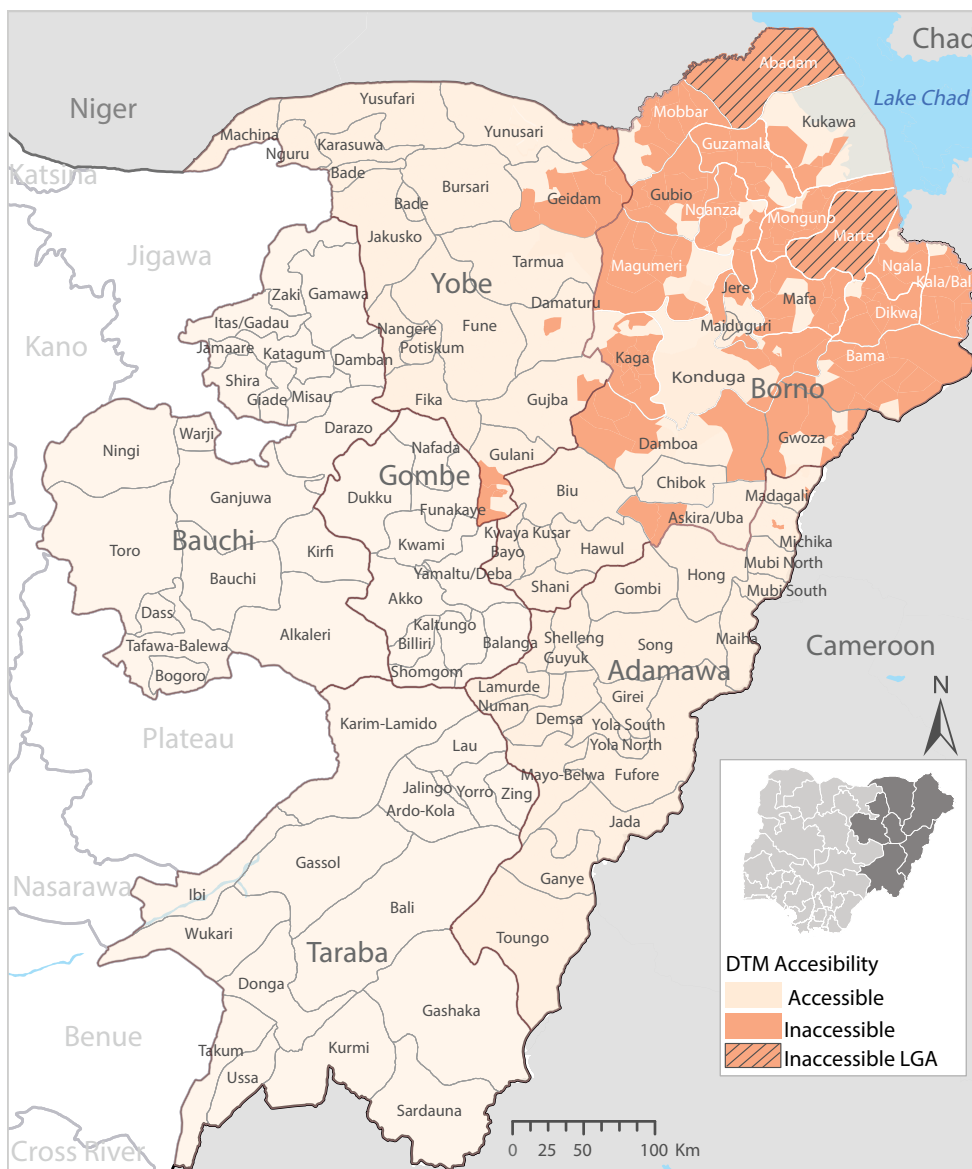 Chad
Abadam
Niger
Lake Chad
Yusufari
Mobbar
Kukawa
Machina
Yunusari
Karasuwa
Guzamala
Nguru
Katsina
Bade
Bursari
Geidam
Gubio
Bade
Nganzai
Monguno
Jakusko
Marte
Jigawa
Tarmua
Magumeri
Ngala
Yobe
Kala/Bal
Zaki
Gamawa
Jere
Mafa
Damaturu
Dikwa
Itas/Gadau
Fune
Maiduguri
Kano
Nangere
Jamaare
Katagum
Potiskum
Damban
Kaga
Bama
Shira
Konduga
Borno
Giade
Misau
Fika
Gujba
Darazo
Warji
Gwoza
Ningi
Nafada
Damboa
Gulani
Gombe
Chibok
Ganjuwa
Dukku
Biu
Madagali
Funakaye
Askira/Uba
Kwaya Kusar
Bauchi
Kwami
Michika
Toro
Kirfi
Bayo
Hawul
Mubi North
Yamaltu/Deba
Bauchi
Hong
Shani
Gombi
Mubi South
Akko
Dass
Kaltungo
Alkaleri
Shelleng
Maiha
Billiri
Balanga
Song
Tafawa-Balewa
Guyuk
Cameroon
Bogoro
Shomgom
Adamawa
Lamurde
N
Girei
Numan
Karim-Lamido
Demsa
Yola South
Plateau
Lau
Yola North
Mayo-Belwa
Fufore
Jalingo
Yorro
Zing
Ardo-Kola
Jada
Gassol
Ganye
Nasarawa
Ibi
Bali
Wukari
Toungo
Taraba
DTM Accesibility
Donga
Accessible
Gashaka
Inaccessible
Benue
Kurmi
Takum
Inaccessible LGA
Ussa
Sardauna
Cross River
0 25 50 100 Km